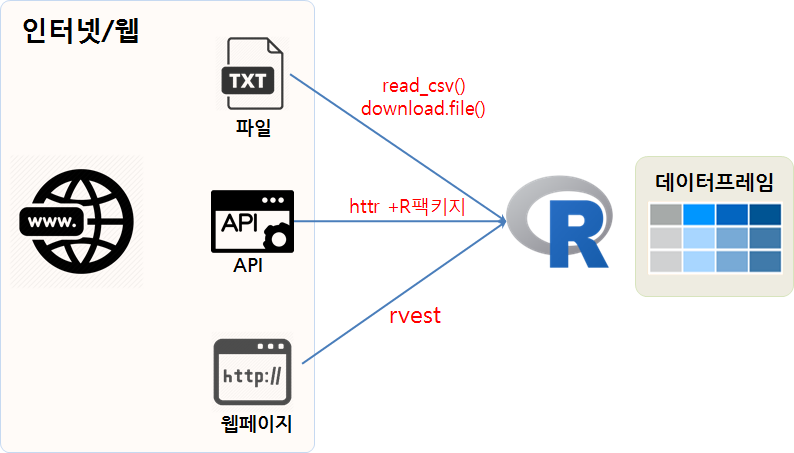 인터넷/웹
TXT
파일
read_csv()
download.file()
www.
API
API
httr +R팩키지
R
데이터프레임
rvest
http://
웹페이지